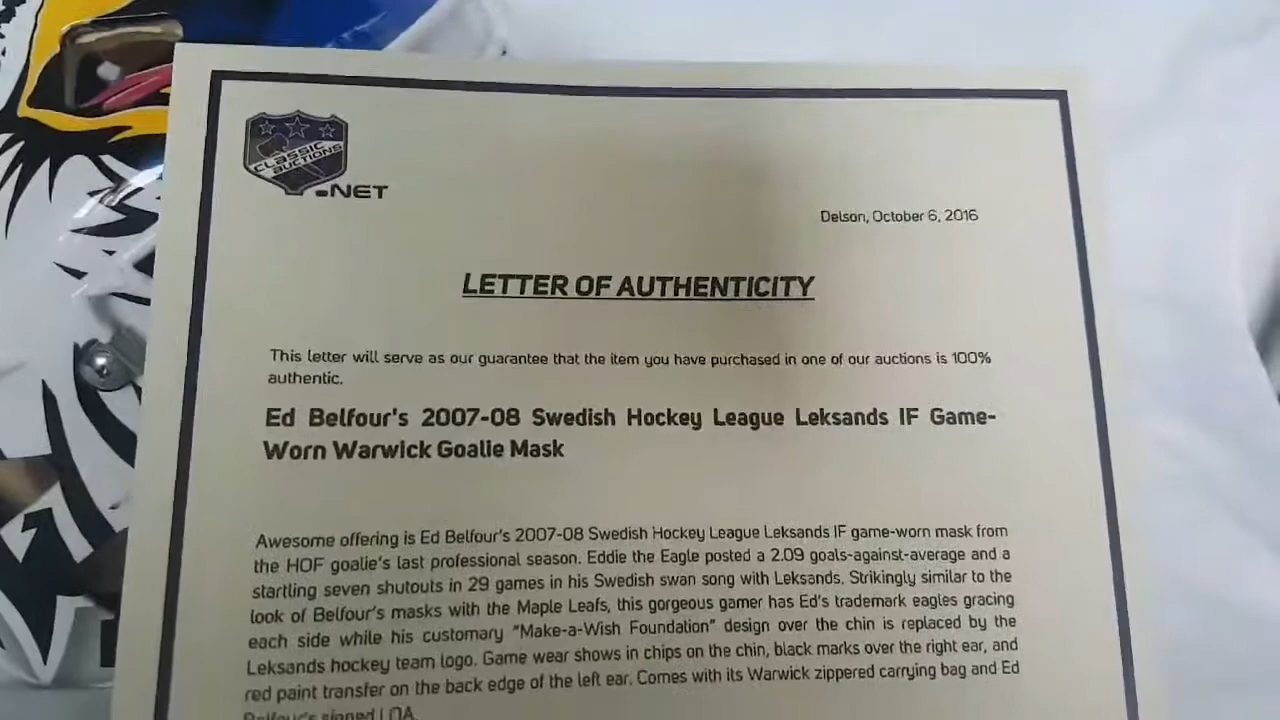 CLASSIC
AUCTIONS
.NET
Delson, October 6, 2016
LETTER OF AUTHENTICITY
This letter will serve as our guarantee that the item you have purchased in one of our auctions is 100%
authentic.
Ed Belfour's 2007-08 Swedish Hockey League Leksands IF Game-
Worn Warwick Goalie Mask
Awesome offering is Ed Belfour's 2007-08 Swedish Hockey League Leksands IF game-worn mask from
the HOF goalie's last professional season. Eddie the Eagle posted a 2.09 goals-against-average and a
startling seven shutouts in 29 games in his Swedish swan song with Leksands. Strikingly similar to the
look of Belfour's masks with the Maple Leafs, this gorgeous gamer has Ed's trademark eagles gracing
each side while his customary "Make-a-Wish Foundation" design over the chin is replaced by the
Leksands hockey team logo. Game wear shows in chips on the chin, black marks over the right ear, and
red paint transfer on the back edge of the left ear. Comes with its Warwick zippered carrying bag and Ed
Belfour's signed LOA.